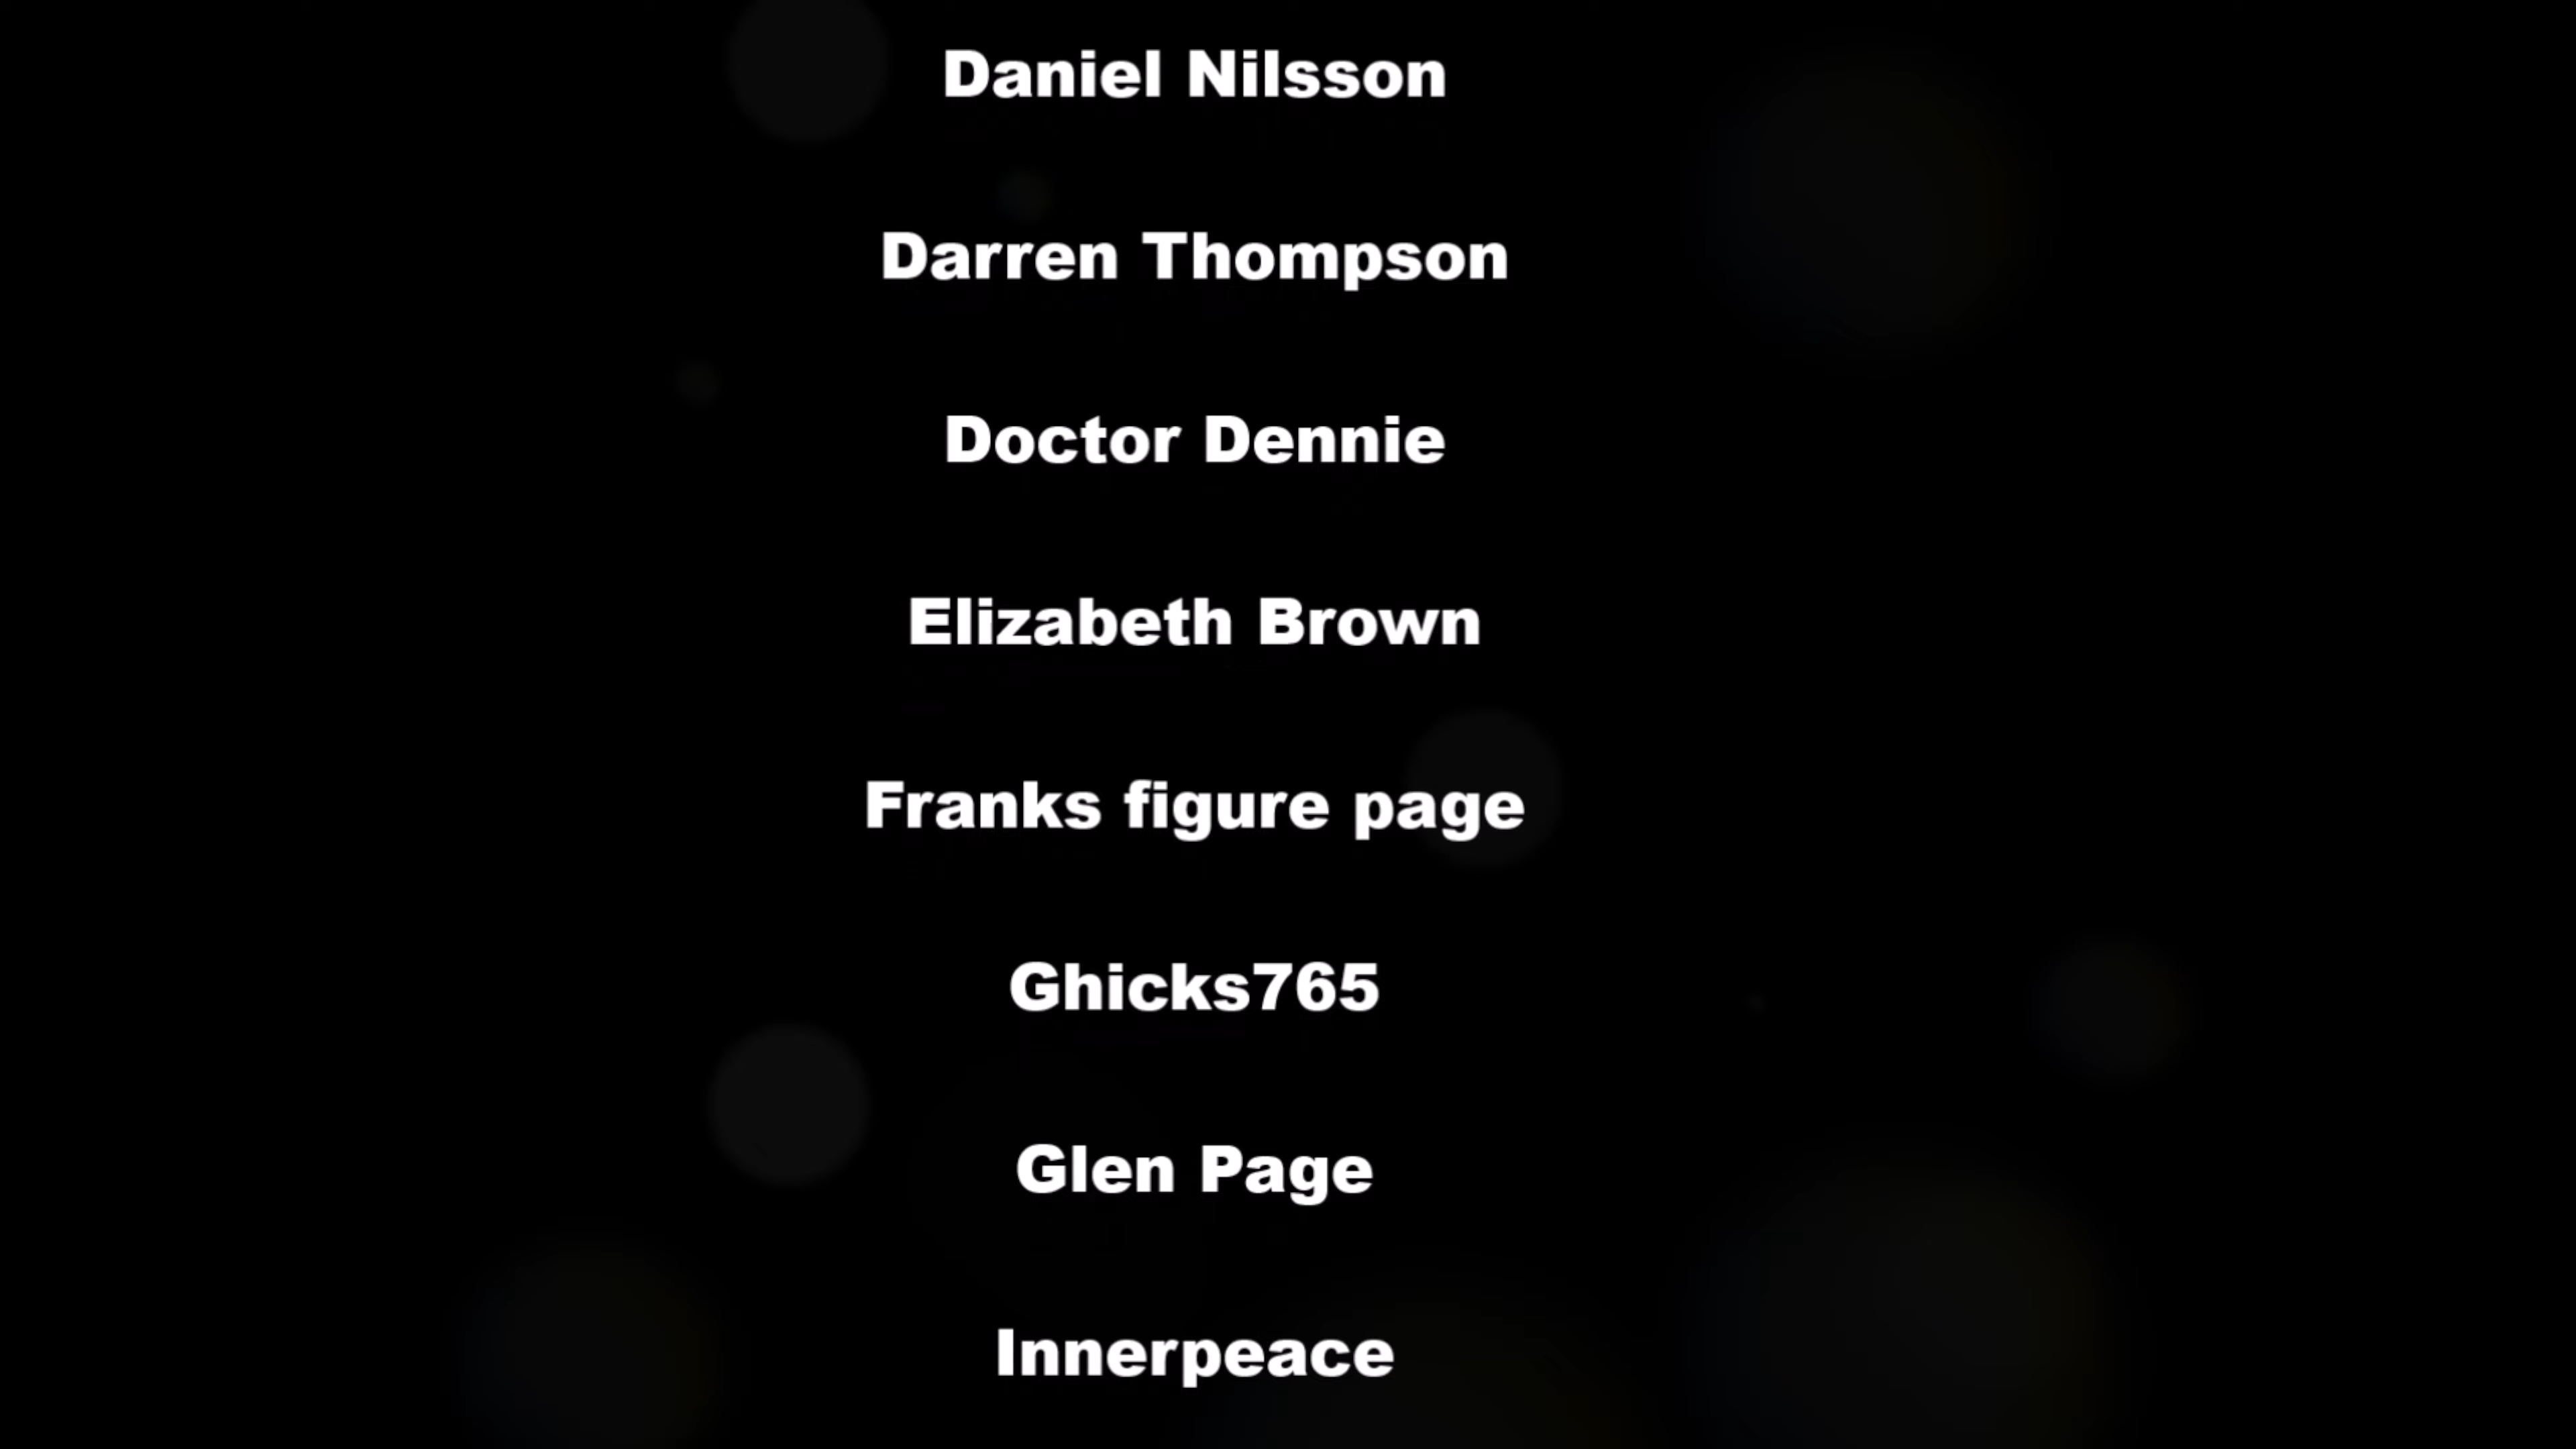 Daniel Nilsson
Darren Thompson
Doctor Dennie
Elizabeth Brown
Franks figure page
Ghicks765
Glen Page
Innerpeace